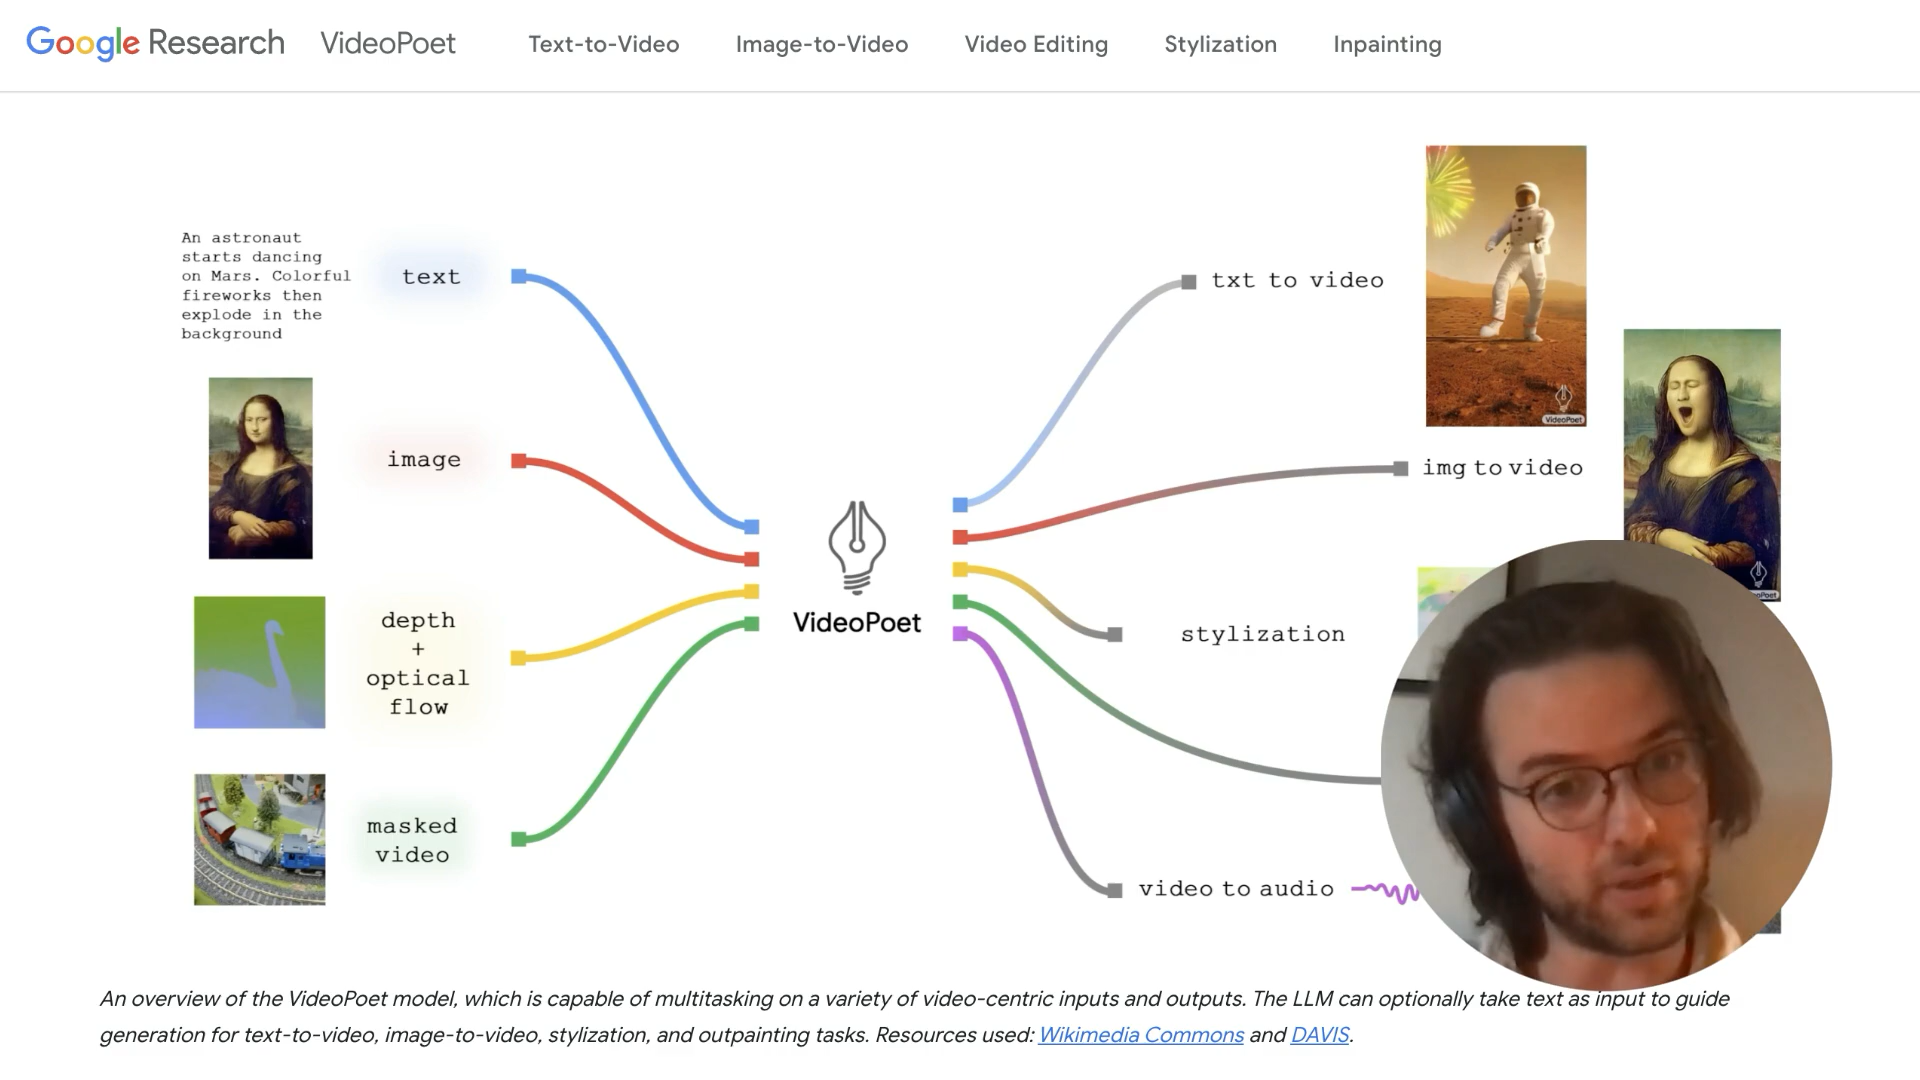 Google Research VideoPoet Text-to-Video Image-to-Video Video Editing Stylization Inpainting
An astronaut
starts dancing
on Mars. Colorful
fireworks then
explode in the
background
text
image
depth
+
optical
flow
masked
video
VideoPoet
txt to video
VideoPoet
img to video
stylization
video to audio
An overview of the VideoPoet model, which is capable of multitasking on a variety of video-centric inputs and outputs. The LLM can optionally take text as input to guide
generation for text-to-video, image-to-video, stylization, and outpainting tasks. Resources used: Wikimedia Commons and DAVIS.